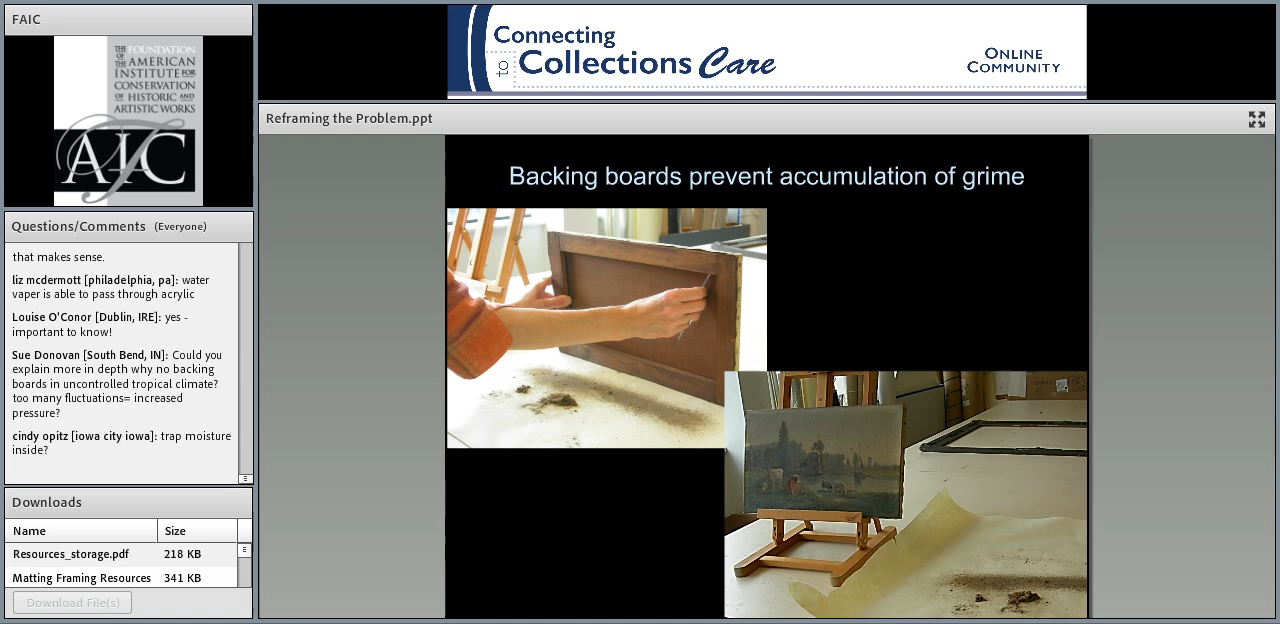 FAIC
THE FOUNDATION
OF THE AMERICAN
INSTITUTE FOR
CONSERVATION
OF HISTORIC AND
ARTISTIC WORKS
AIC
Connecting
to Collections Care
ONLINE
COMMUNITY
Questions/Comments (Everyone)
that makes sense.
liz mcdermott [philadelphia, pa]: water
vaper is able to pass through acrylic
Louise O'Conor [Dublin, IRE]: yes -
important to know!
Sue Donovan [South Bend, IN]: Could you
explain more in depth why no backing
boards in uncontrolled tropical climate?
too many fluctuations= increased
pressure?
cindy opitz [iowa city iowa]: trap moisture
inside?
Downloads
Name Size
Resources_storage.pdf 218 KB
Matting Framing Resources 341 KB
Download File(s)
Reframing the Problem.ppt
Backing boards prevent accumulation of grime